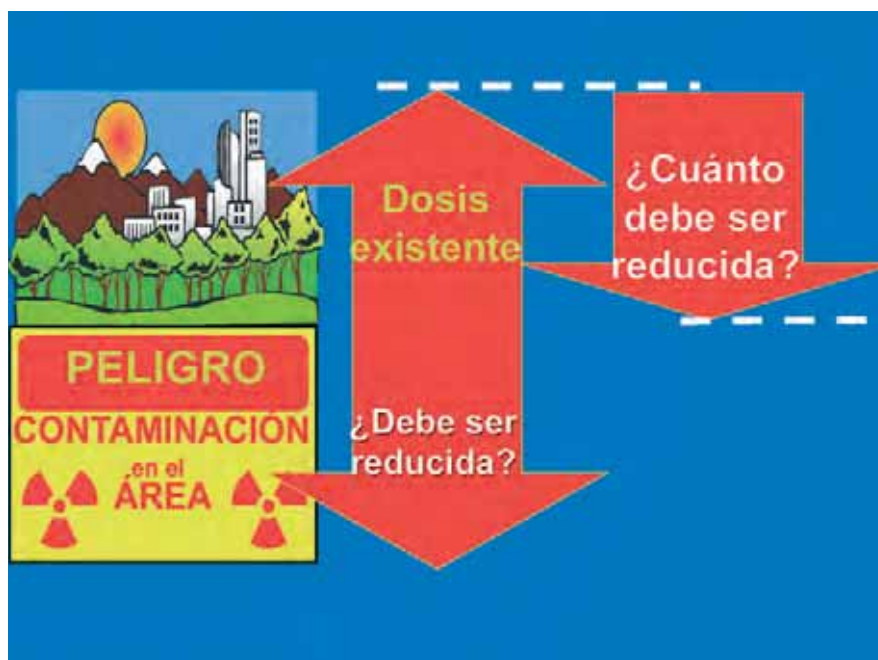 Dosis
existente
¿Debe ser
reducida?
¿Cuánto
debe ser
reducida?
PELIGRO
CONTAMINACIÓN
en el
ÁREA